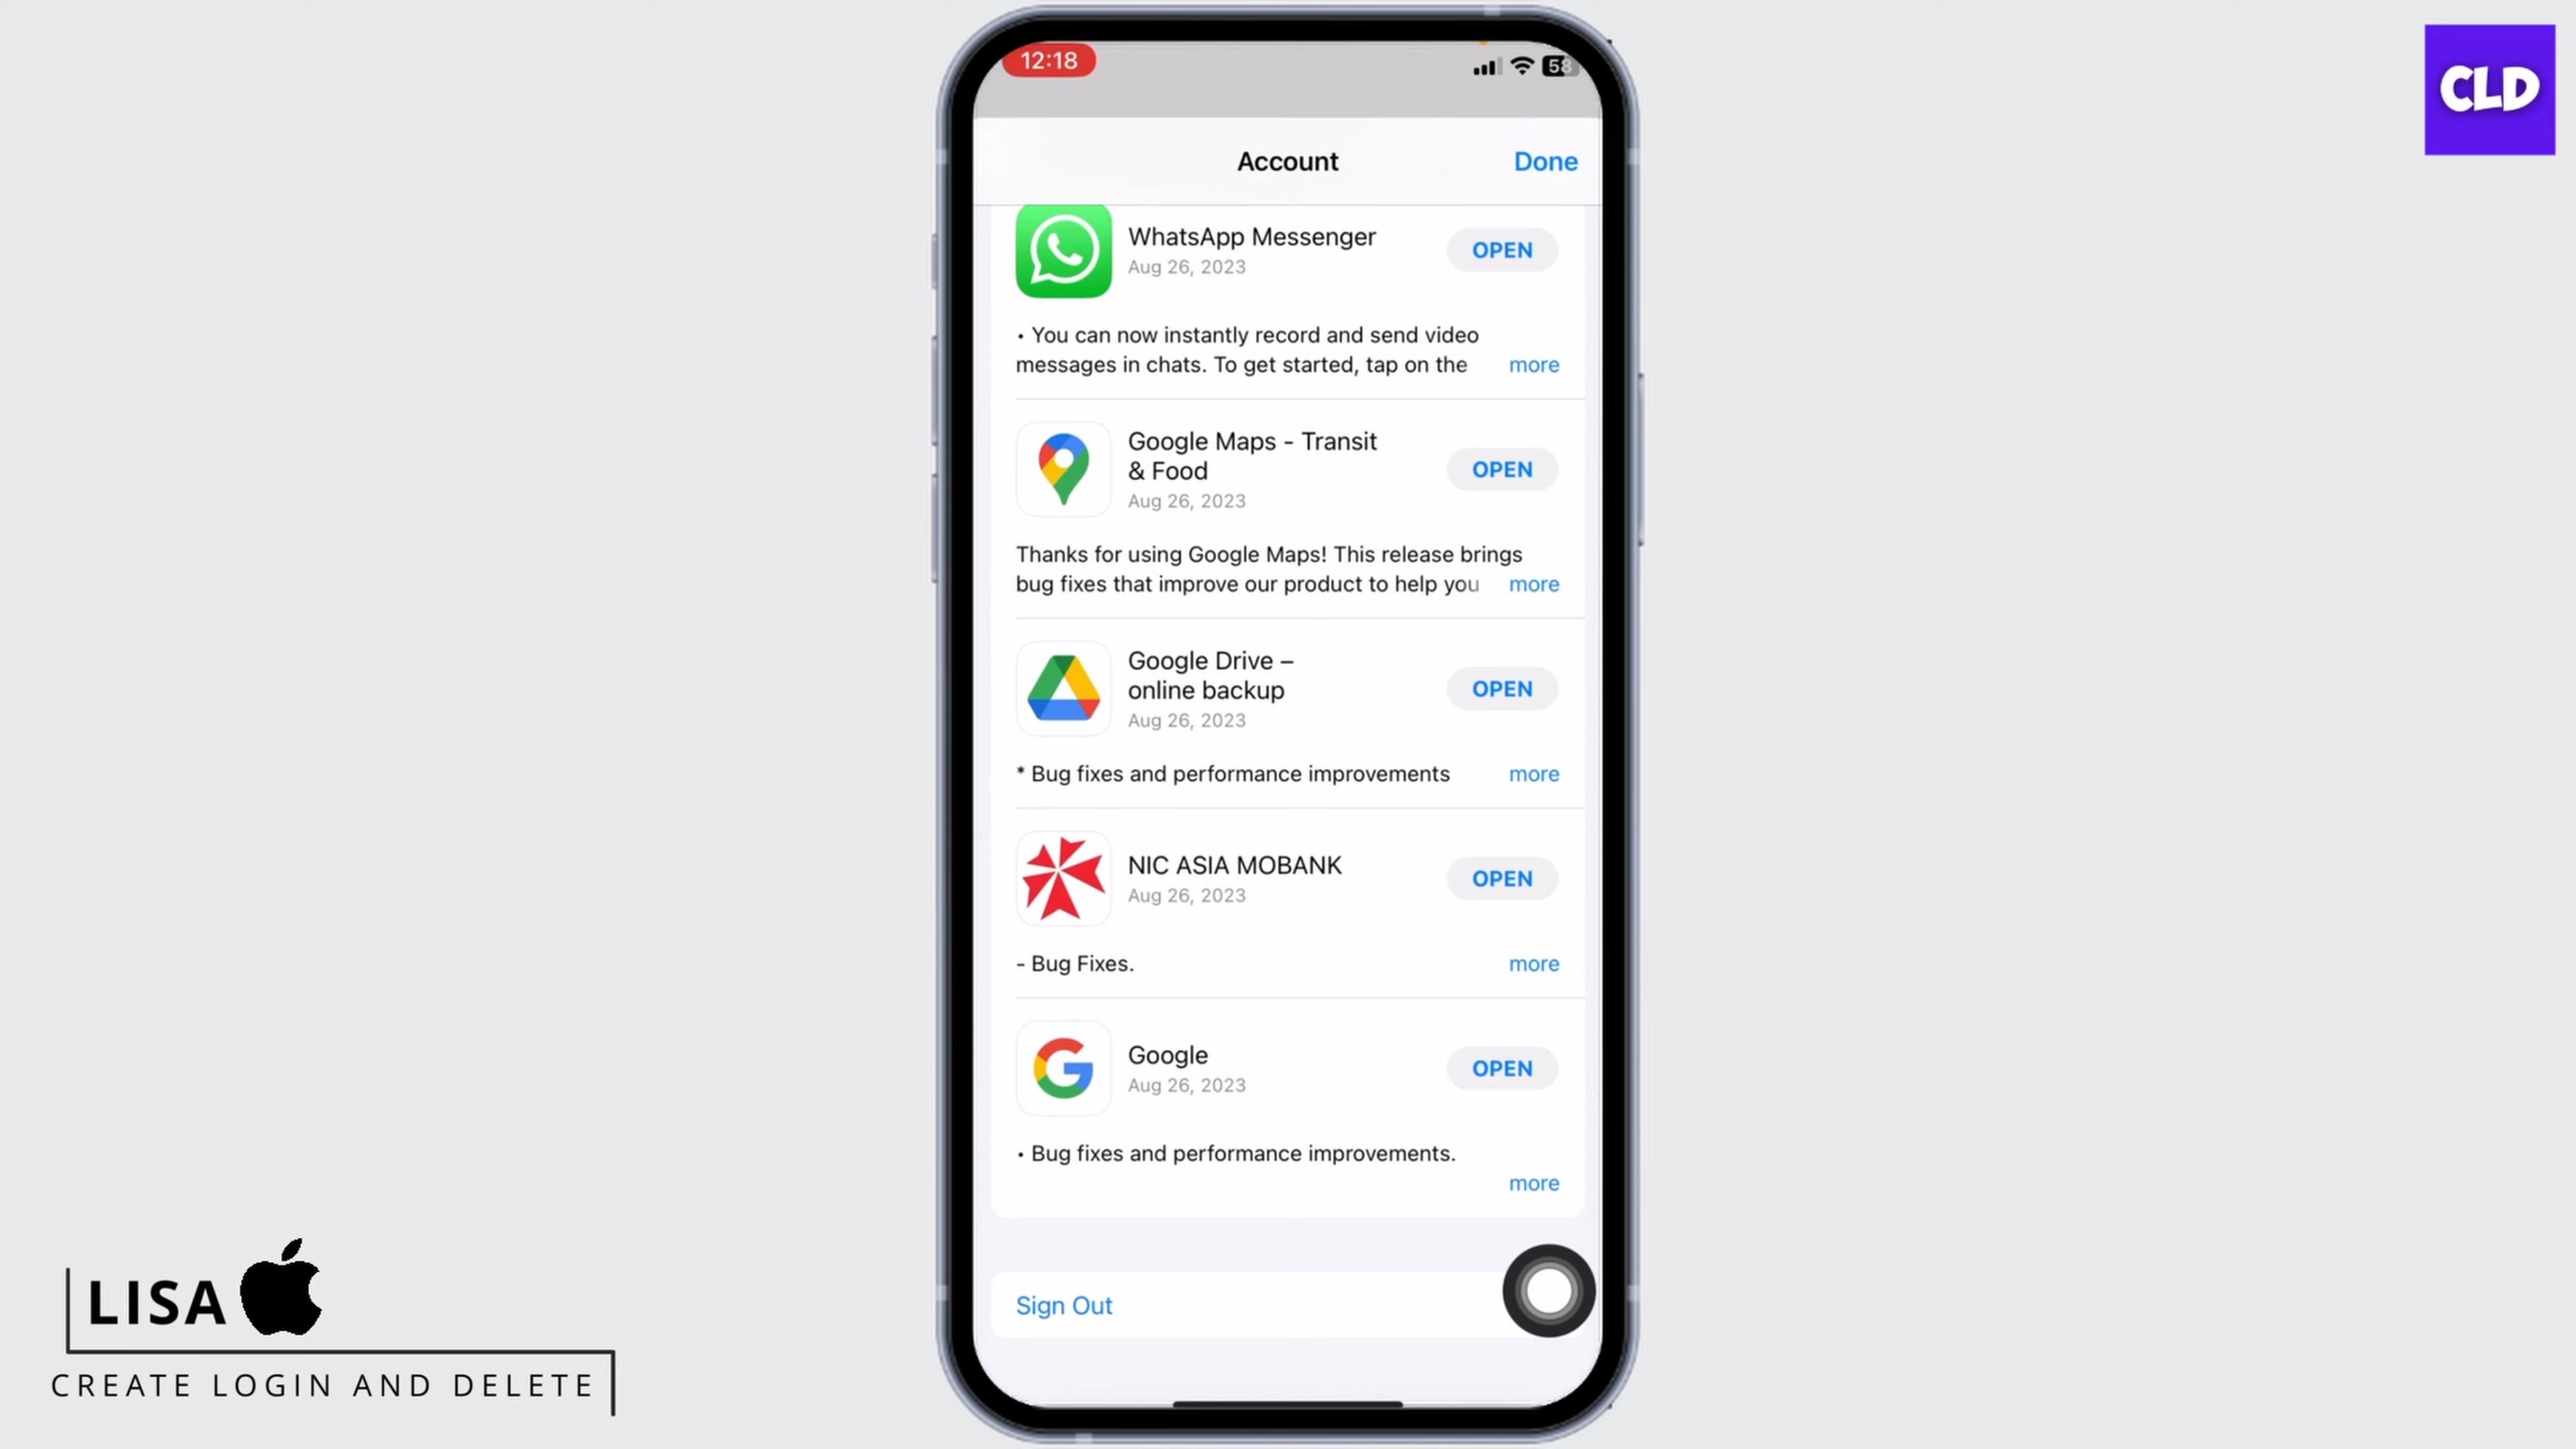 12:18
58
CLD
Account
Done
WhatsApp Messenger
Aug 26, 2023
OPEN
• You can now instantly record and send video
messages in chats. To get started, tap on the
more
Google Maps - Transit
& Food
Aug 26, 2023
OPEN
Thanks for using Google Maps! This release brings
bug fixes that improve our product to help you
more
Google Drive –
online backup
Aug 26, 2023
OPEN
* Bug fixes and performance improvements
more
NIC ASIA MOBANK
Aug 26, 2023
OPEN
- Bug Fixes.
more
Google
Aug 26, 2023
OPEN
• Bug fixes and performance improvements.
more
Sign Out
LISA
CREATE LOGIN AND DELETE